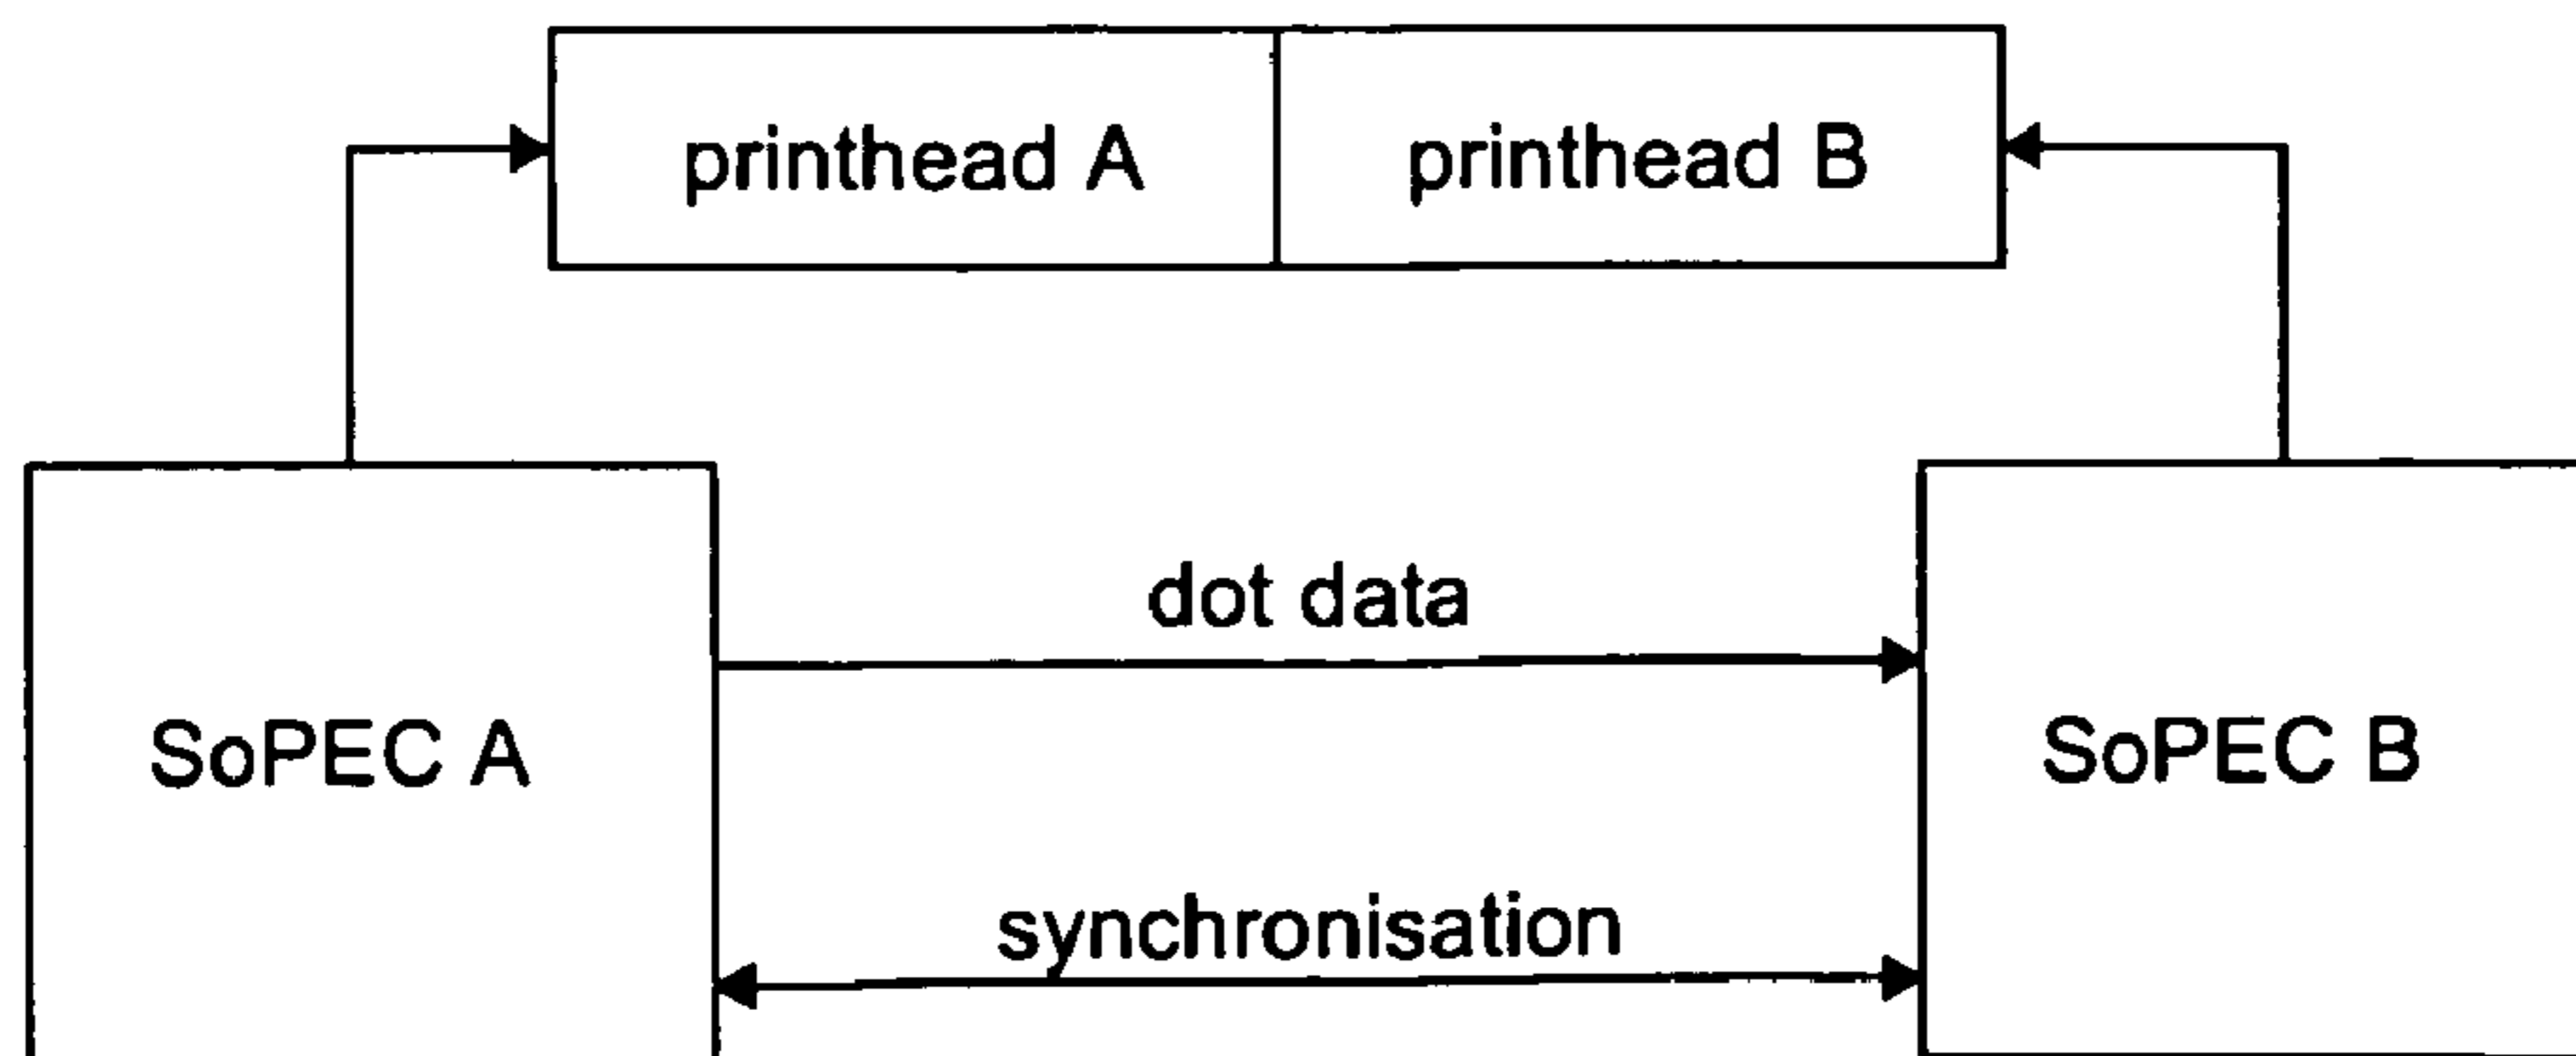 printhead A
printhead B
dot data
SoPEC A
SoPEC B
synchronisation